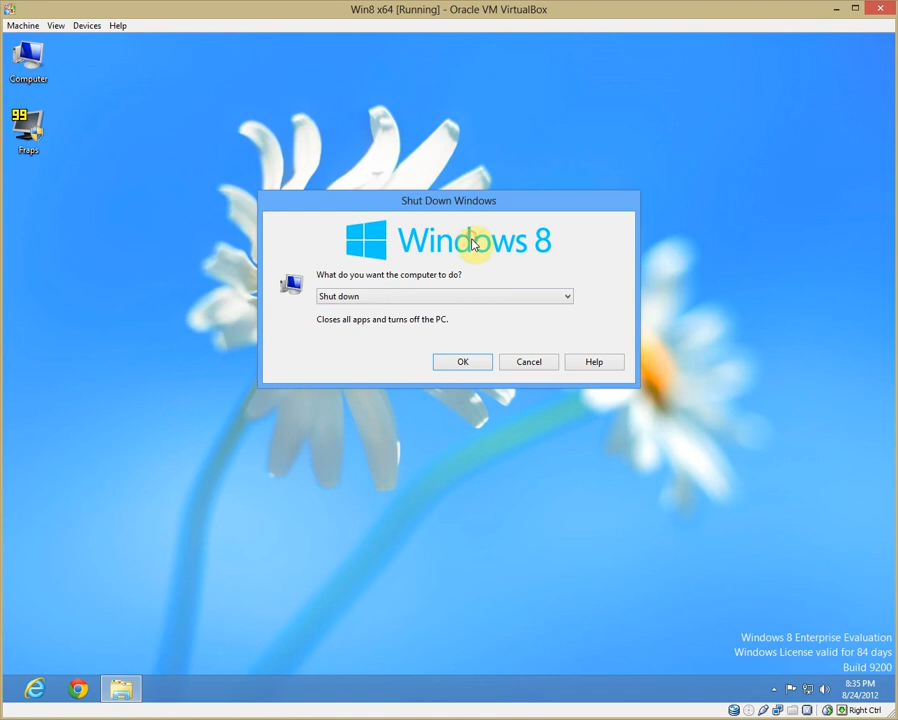 Win8 x64 [Running] - Oracle VM VirtualBox
Machine View Devices Help
Computer
99
Fraps
Shut Down Windows
Windows 8
What do you want the computer to do?
Shut down
Closes all apps and turns off the PC.
OK Cancel Help
Windows 8 Enterprise Evaluation
Windows License valid for 84 days
Build 9200
8:35 PM
8/24/2012
Right Ctrl